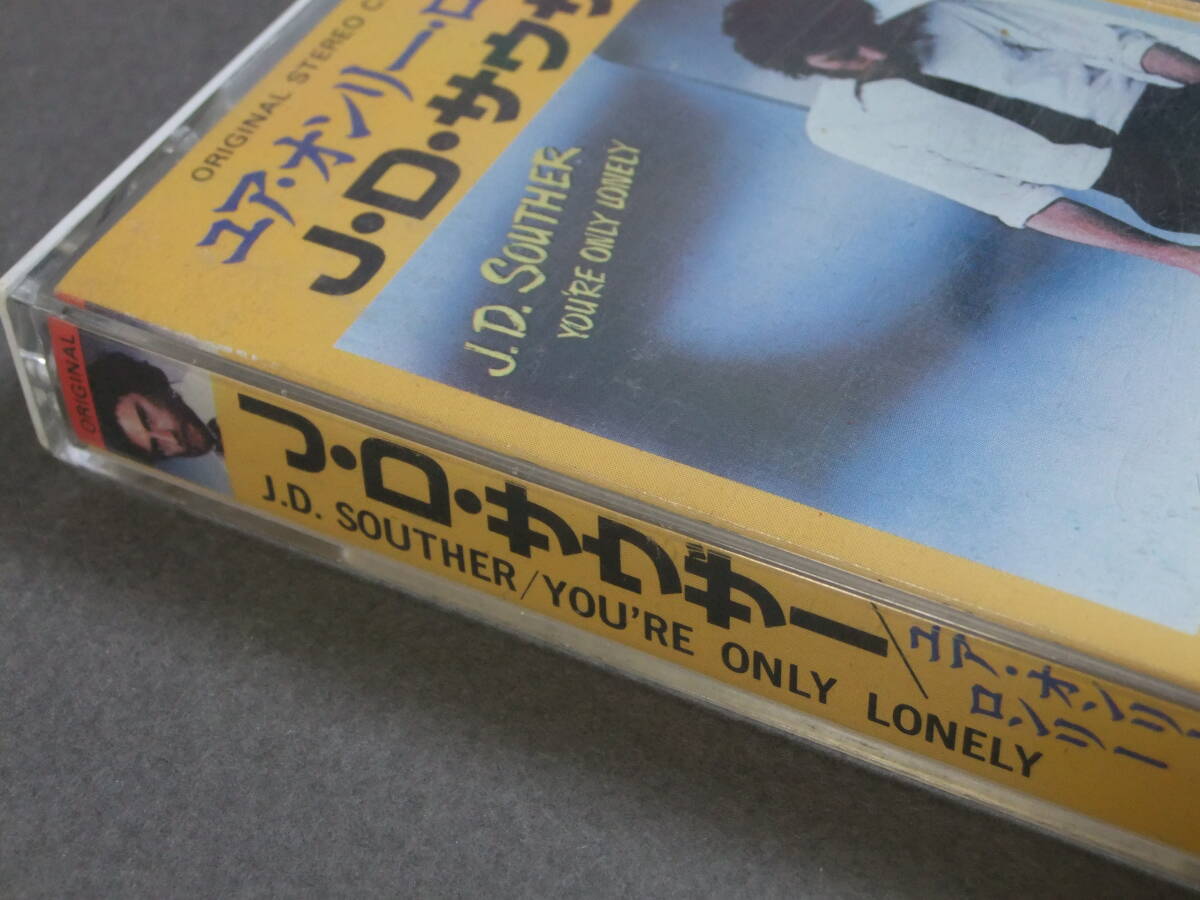 ORIGINAL STEREO
ユア・オンリー・ロ
J・D・サウザ
J.D. SOUTHER
YOU'RE ONLY LONELY
ORIGINAL
J・D・サウザー／ユア・オンリー・
ロンリー
J.D. SOUTHER/YOU'RE ONLY LONELY